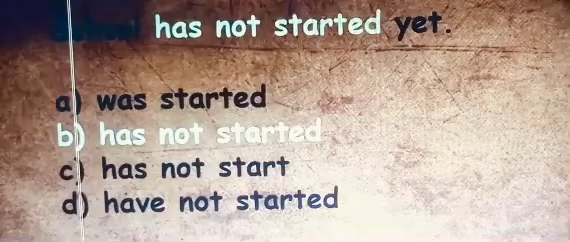 has not started yet.
a) was started
b) has not started
c) has not start
d) have not started